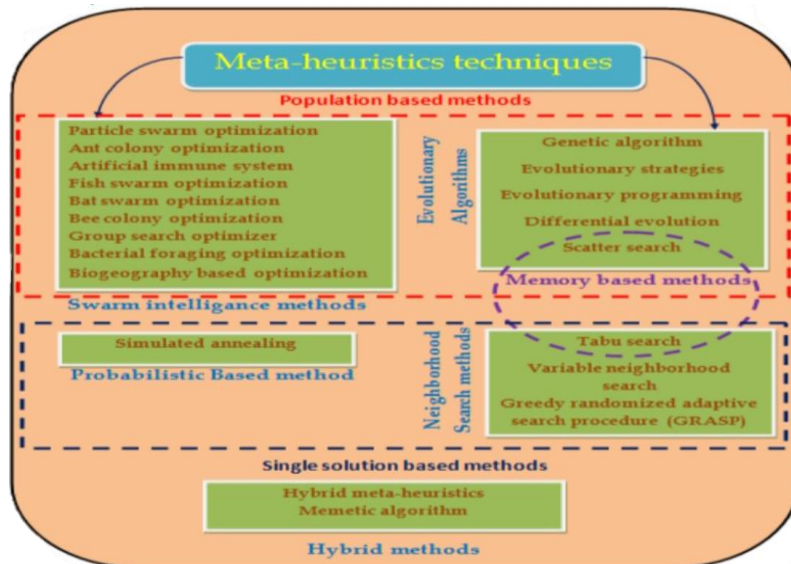 Meta-heuristics techniques
Population based methods
Particle swarm optimization
Ant colony optimization
Artificial immune system
Fish swarm optimization
Bat swarm optimization
Bee colony optimization
Group search optimizer
Bacterial foraging optimization
Biogeography based optimization
Swarm intelligance methods
Evolutionary
Algorithms
Genetic algorithm
Evolutionary strategies
Evolutionary programming
Differential evolution
Scatter search
Memory based methods
Simulated annealing
Probabilistic Based method
Neighborhood
Search methods
Tabu search
Variable neighborhood
search
Greedy randomized adaptive
search procedure (GRASP)
Single solution based methods
Hybrid meta-heuristics
Memetic algorithm
Hybrid methods